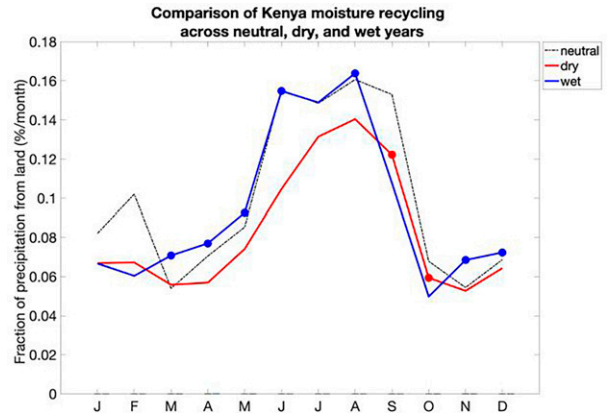 Comparison of Kenya moisture recycling
across neutral, dry, and wet years
neutral
dry
wet
Fraction of precipitation from land (%/month)
0.18
0.16
0.14
0.12
0.1
0.08
0.06
0.04
0.02
0
J F M A M J J A S O N D